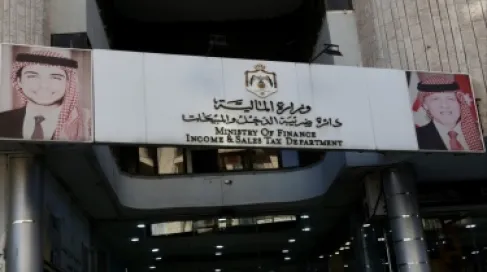 وزارة المالية
دائرة ضريبة الدخل والمبيعات
MINISTRY OF FINANCE
INCOME & SALES TAX DEPARTMENT